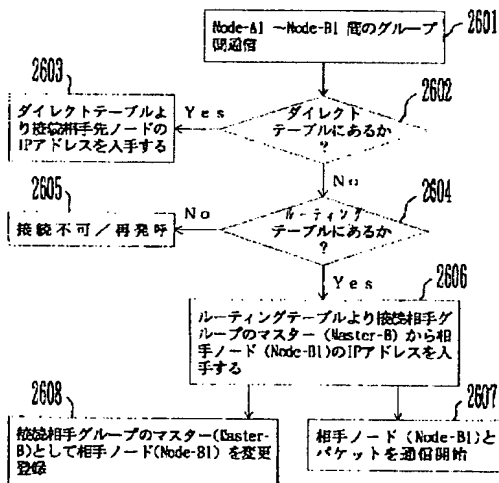 2601
Node-A1 ～Node-B1 間のグループ
間通信
2603
2602
ダイレクトテーブルよ
り接続相手先ノードの
IPアドレスを入手する
Yes
ダイレクト
テーブルにあるか
?
No
2605
2604
接続不可／再発呼
No
ルーティング
テーブルにあるか
?
Yes
2606
ルーティングテーブルより接続相手グ
ループのマスター (Master-B) から相
手ノード (Node-B1)のIPアドレスを入
手する
2608
2607
接続相手グループのマスター(Master-
B)として相手ノード(Node-B1) を変更
登録
相手ノード (Node-B1)と
パケットを通信開始